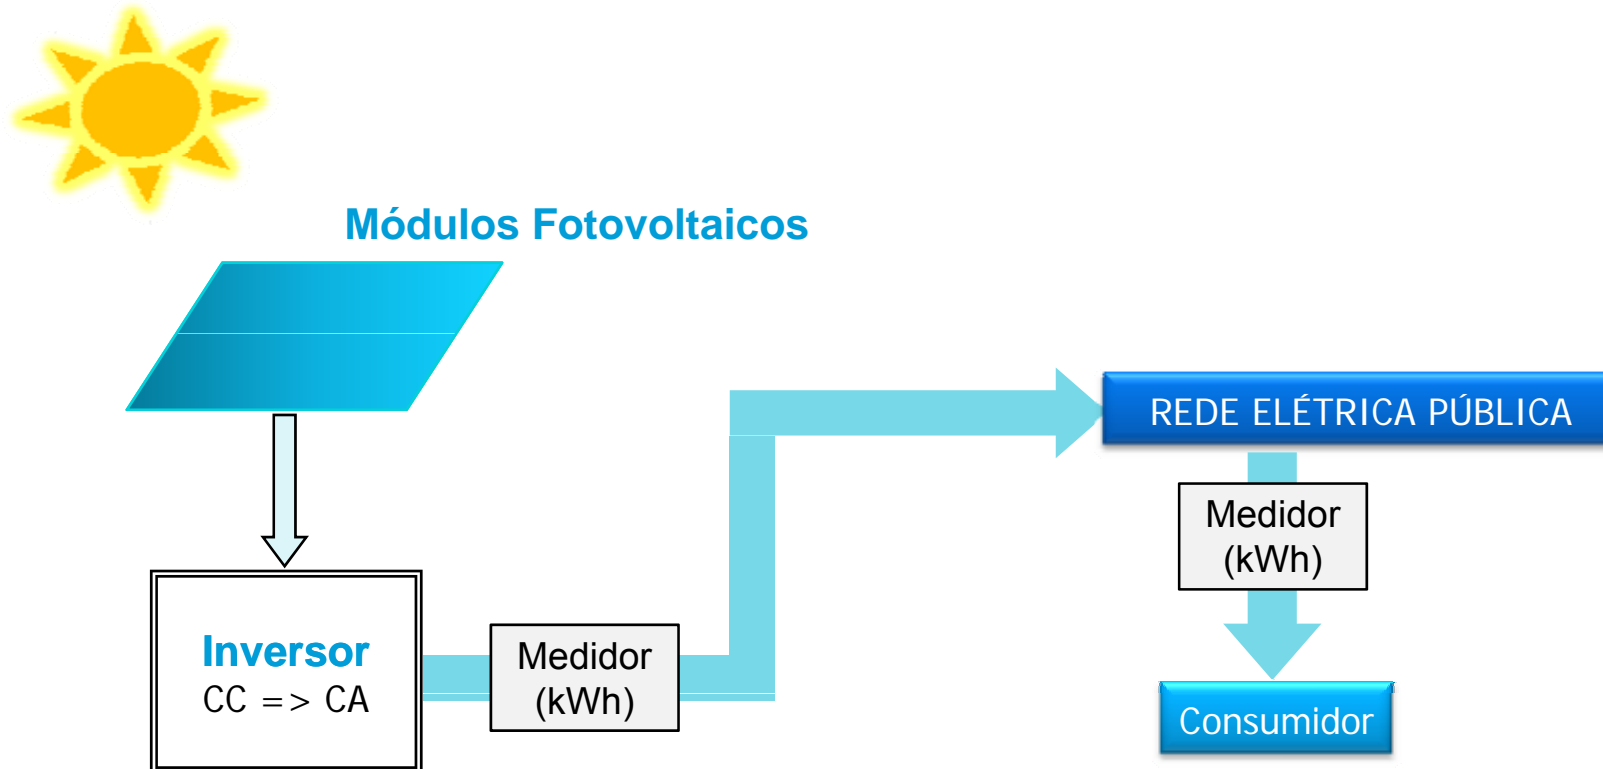 Módulos Fotovoltaicos
REDE ELÉTRICA PÚBLICA
Medidor
(kWh)
Inversor
CC => CA
Medidor
(kWh)
Consumidor